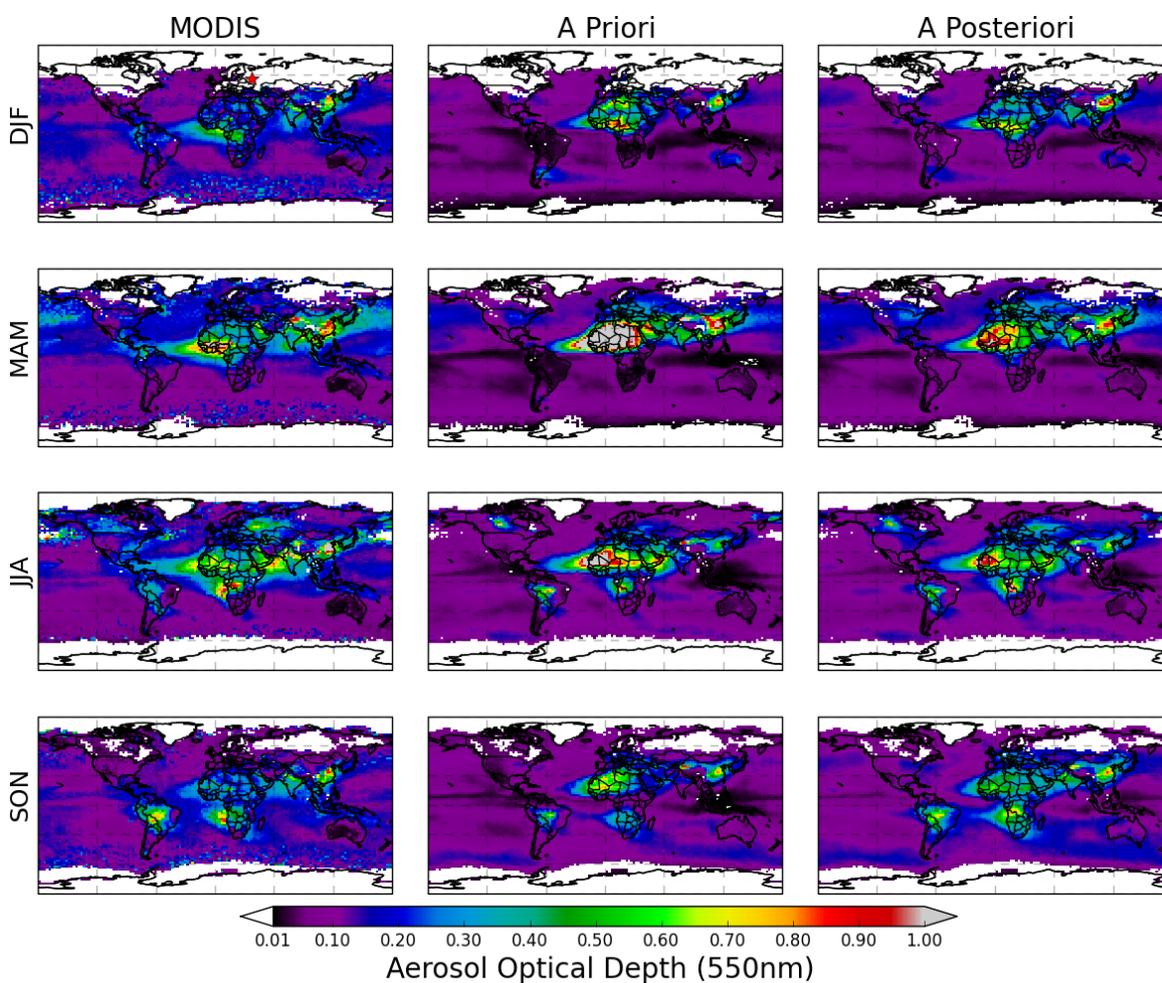 MODIS A Priori A Posteriori
DJF
MAM
JJA
SON
0.01 0.10 0.20 0.30 0.40 0.50 0.60 0.70 0.80 0.90 1.00
Aerosol Optical Depth (550nm)